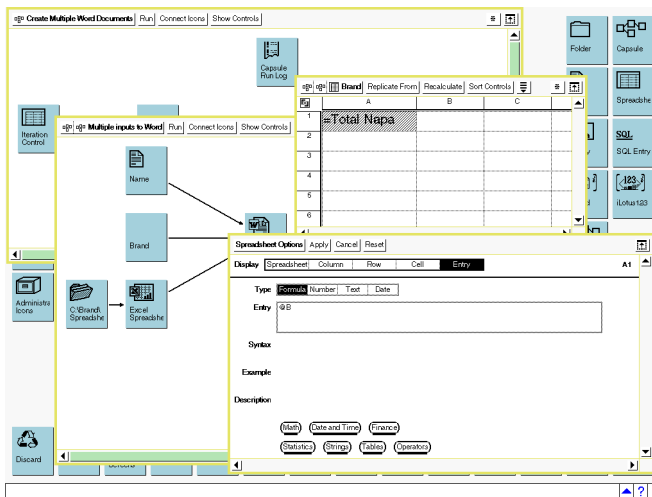 Create Multiple Word Documents Run Connect Icons Show Controls
Folder
Capsule
Capsule
Run Log
Brand Replicate From Recalculate Sort Controls
Spreadshe
A B C
1 =Total Napa
2
3
4
5
6
Iteration
Control
Multiple inputs to Word Run Connect Icons Show Controls
SQL
SQL Entry
Name
123
iLotus123
Brand
Spreadsheet Options Apply Cancel Reset
Display Spreadsheet Column Row Cell Entry A1
Type Formula Number Text Date
Entry @B
Syntax
Example
Description
Math Date and Time Finance
Statistics Strings Tables Operators
Administra
Icons
C:\Brand\
Spreadshe
Excel
Spreadshe
Discard
?